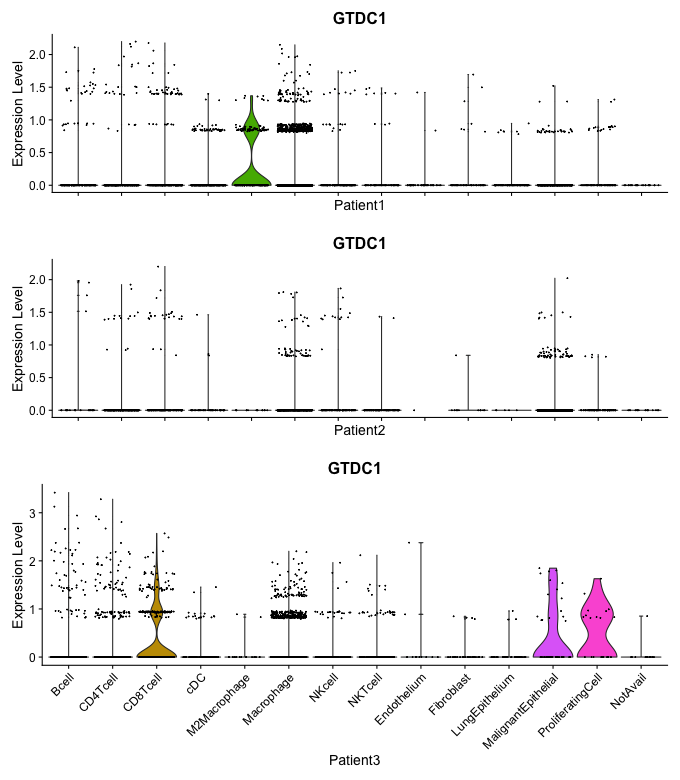 GTDC1
Expression Level
2.0
1.5
1.0
0.5
0.0
Patient1
GTDC1
Expression Level
2.0
1.5
1.0
0.5
0.0
Patient2
GTDC1
Expression Level
3
2
1
0
Bcell
CD4Tcell
CD8Tcell
cDC
M2Macrophage
Macrophage
NKcell
NKTcell
Endothelium
Fibroblast
LungEpithelium
MalignantEpithelial
ProliferatingCell
NotAvail
Patient3